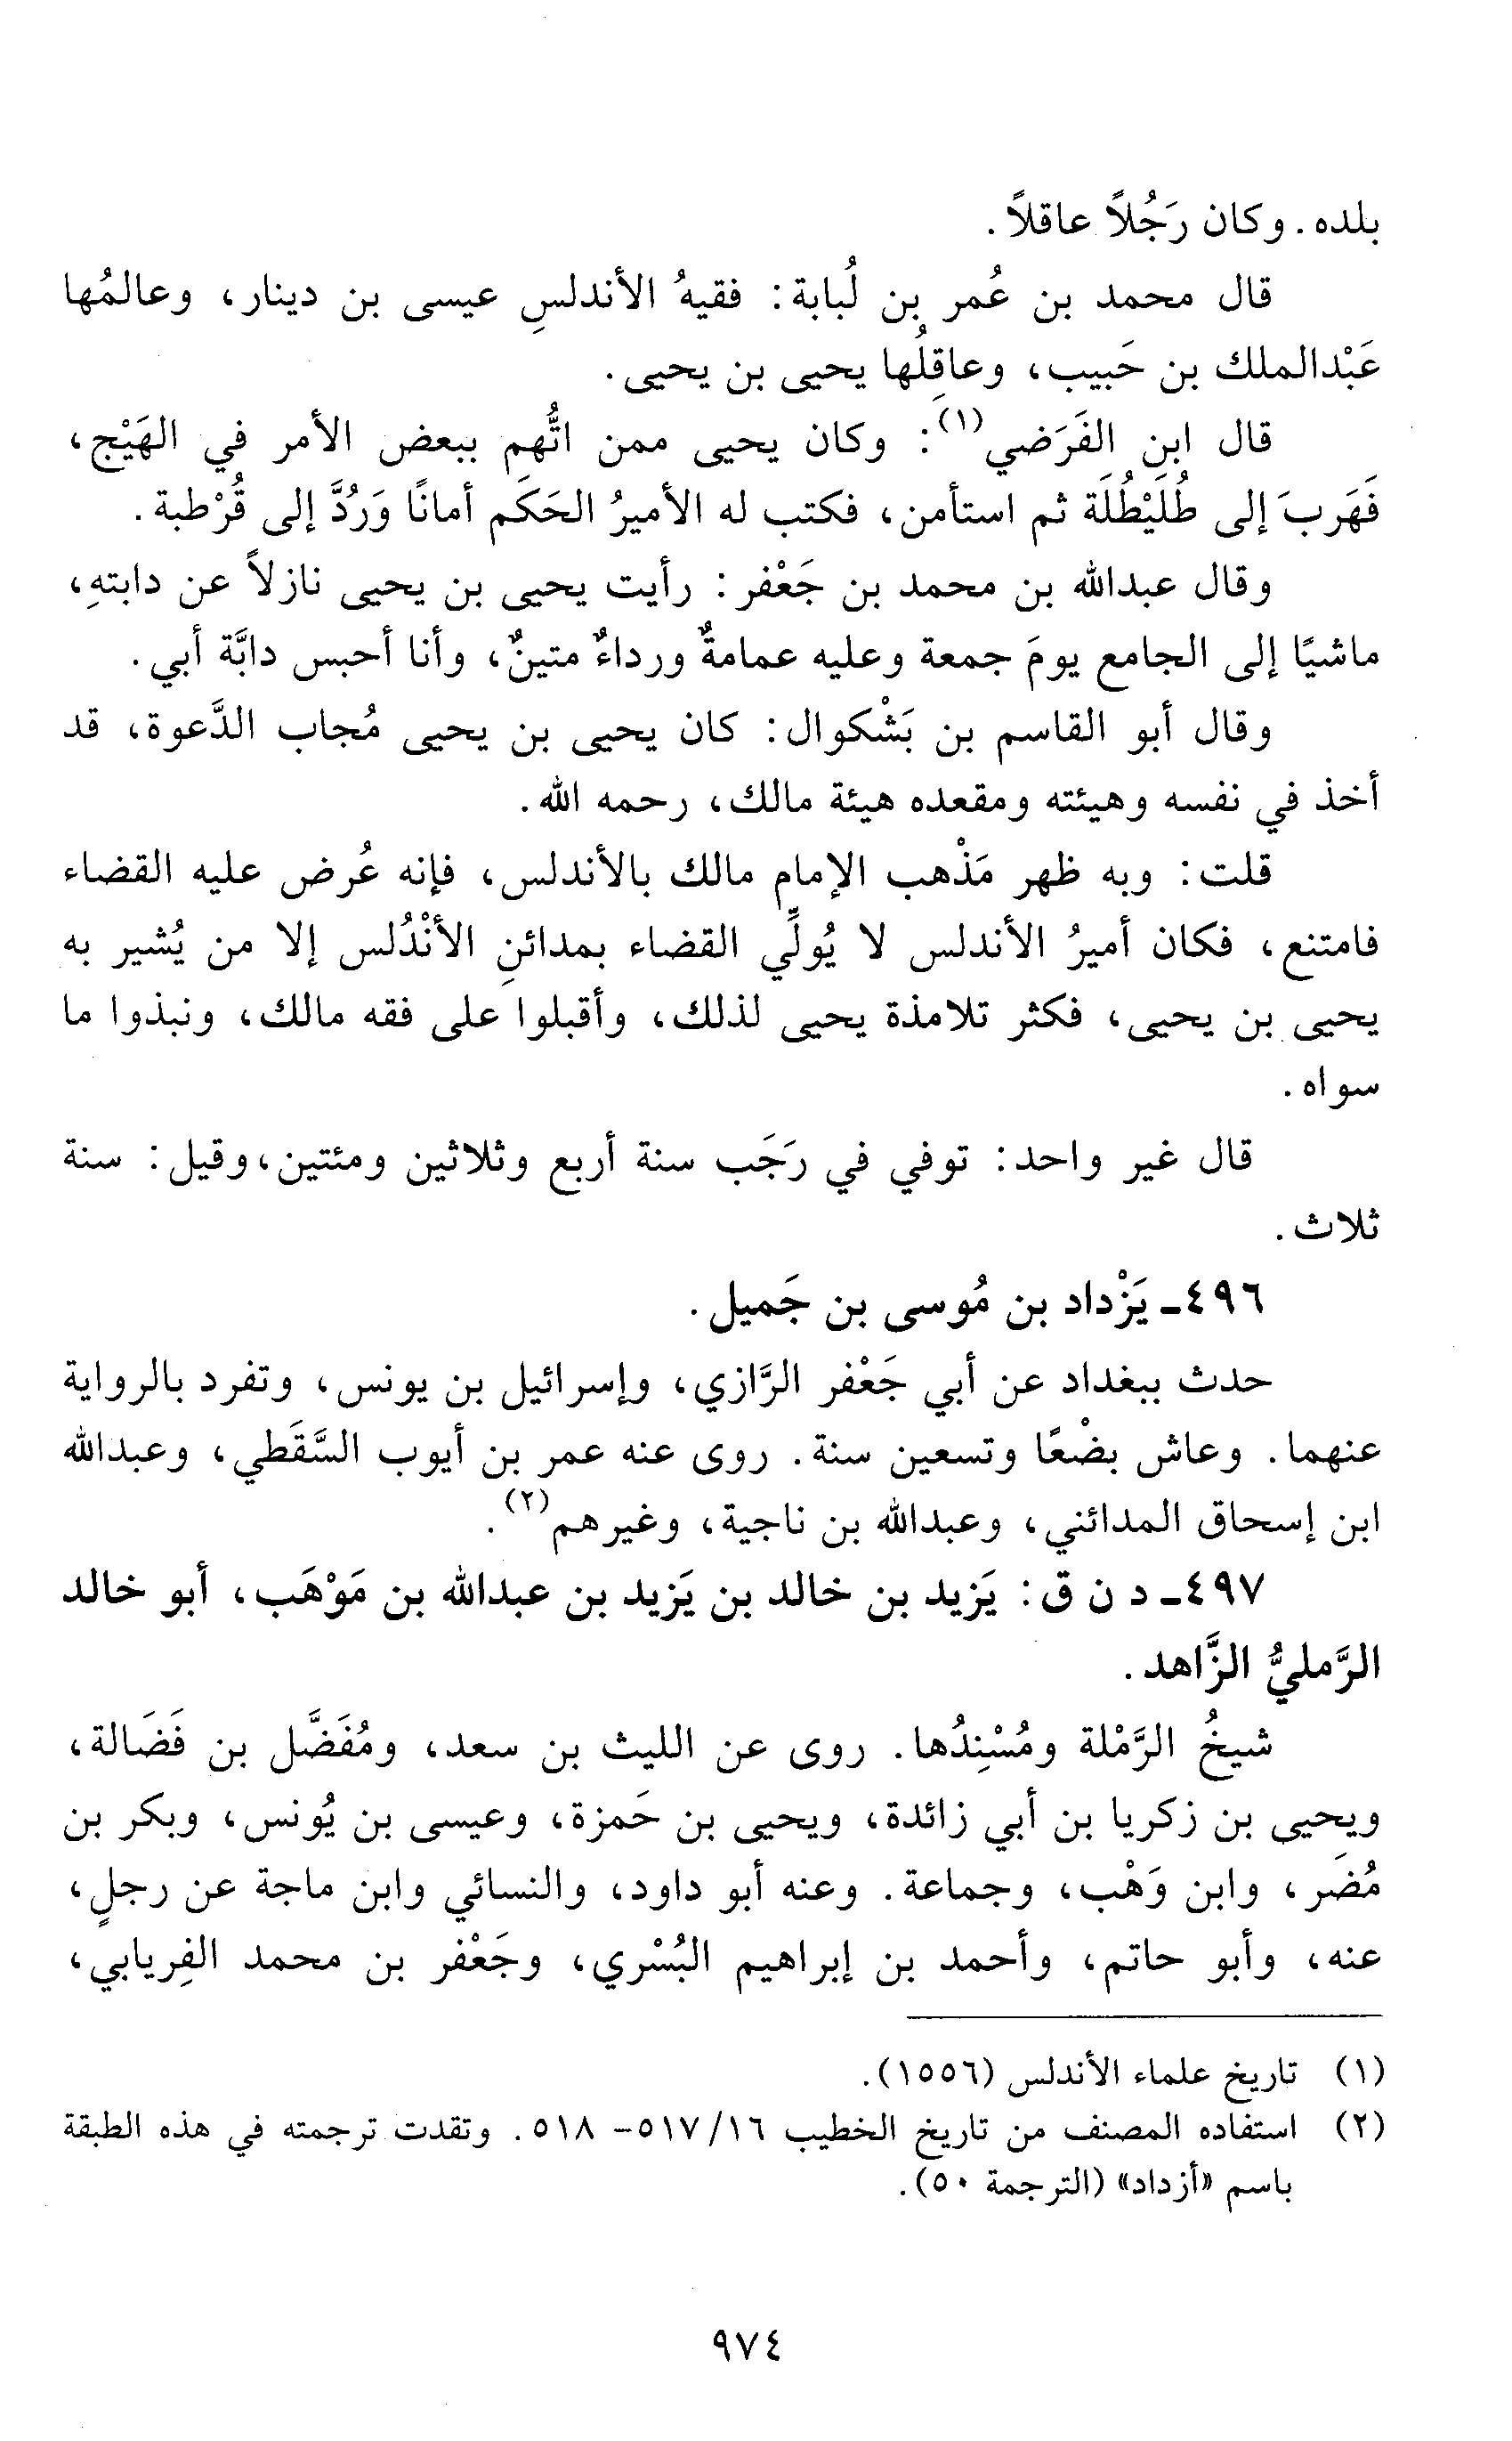 بلده. وكان رَجُلاً عاقلاً.
قال محمد بن عُمر بن لُبابة: فقيهُ الأندلسِ عيسى بن دينار، وعالمُها
عَبْدالملك بن حَبيب، وعاقِلُها يحيى بن يحيى.
قال ابن الفَرَضي(١): وكان يحيى ممن اتُّهم ببعض الأمر في الهَيْج،
فَهَربَ إلى طُلَيْطُلَة ثم استأمن، فكتب له الأميرُ الحَكَم أمانًا وَرُدَّ إلى قُرْطبة.
وقال عبدالله بن محمد بن جَعْفر: رأيت يحيى بن يحيى نازلاً عن دابتهِ،
ماشيًا إلى الجامع يومَ جمعة وعليه عمامةٌ ورداءٌ متينٌ، وأنا أحبس دابَّة أبي.
وقال أبو القاسم بن بَشْكوال: كان يحيى بن يحيى مُجاب الدَّعوة، قد
أخذ في نفسه وهيئته ومقعده هيئة مالك، رحمه الله.
قلت: وبه ظهر مَذْهب الإمام مالك بالأندلس، فإنه عُرض عليه القضاء
فامتنع، فكان أميرُ الأندلس لا يُولِّي القضاء بمدائنِ الأنْدُلس إلا من يُشير به
يحيى بن يحيى، فكثر تلامذة يحيى لذلك، وأقبلوا على فقه مالك، ونبذوا ما
سواه.
قال غير واحد: توفي في رَجَب سنة أربع وثلاثين ومئتين،وقيل: سنة
ثلاث.
٤٩٦ـ يَزْداد بن مُوسى بن جَميل.
حدث ببغداد عن أبي جَعْفر الرَّازي، وإسرائيل بن يونس، وتفرد بالرواية
عنهما. وعاش بضْعًا وتسعين سنة. روى عنه عمر بن أيوب السَّقَطي، وعبدالله
ابن إسحاق المدائني، وعبدالله بن ناجية، وغيرهم(٢).
٤٩٧ـ د ن ق: يَزيد بن خالد بن يَزيد بن عبدالله بن مَوْهَب، أبو خالد
الرَّمليُّ الزَّاهد.
شيخُ الرَّمْلة ومُسْنِدُها. روى عن الليث بن سعد، ومُفَضَّل بن فَضَالة،
ويحيى بن زكريا بن أبي زائدة، ويحيى بن حَمزة، وعيسى بن يُونس، وبكر بن
مُضَر، وابن وَهْب، وجماعة. وعنه أبو داود، والنسائي وابن ماجة عن رجلٍ،
عنه، وأبو حاتم، وأحمد بن إبراهيم البُسْري، وجَعْفر بن محمد الفِريابي،
(١) تاريخ علماء الأندلس (١٥٥٦).
(٢) استفاده المصنف من تاريخ الخطيب ١٦/ ٥١٧- ٥١٨. وتقدت ترجمته في هذه الطبقة
باسم «أزداد» (الترجمة ٥٠).
٩٧٤